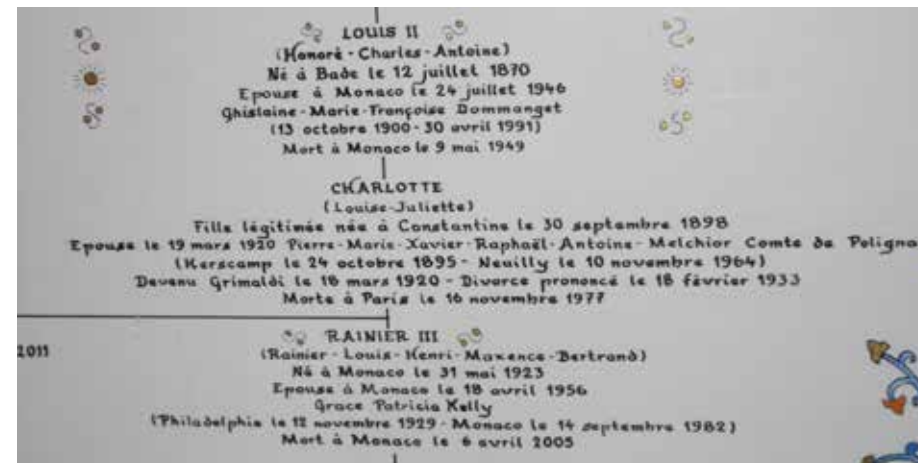 LOUIS II
(Honoré - Charles - Antoine)
Né à Bade le 12 juillet 1870
Epouse à Monaco le 24 juillet 1946
Ghislaine - Marie - Françoise Dommanget
(13 octobre 1900 - 30 avril 1991)
Mort à Monaco le 9 mai 1949
CHARLOTTE
(Louise - Juliette)
Fille légitimée née à Constantine le 30 septembre 1898
Epouse le 19 mars 1920 Pierre - Marie - Xavier - Raphaël - Antoine - Melchior Comte de Poligna
(Kerscamp le 24 octobre 1895 - Neuilly le 10 novembre 1964)
Devenu Grimaldi le 18 mars 1920 - Divorce prononcé le 18 février 1933
Morte à Paris le 16 novembre 1977
RAINIER III
2011
(Rainier - Louis - Henri - Maxence - Bertrand)
Né à Monaco le 31 mai 1923
Epouse à Monaco le 18 avril 1956
Grace Patricia Kelly
(Philadelphie le 12 novembre 1929 - Monaco le 14 septembre 1982)
Mort à Monaco le 6 avril 2005